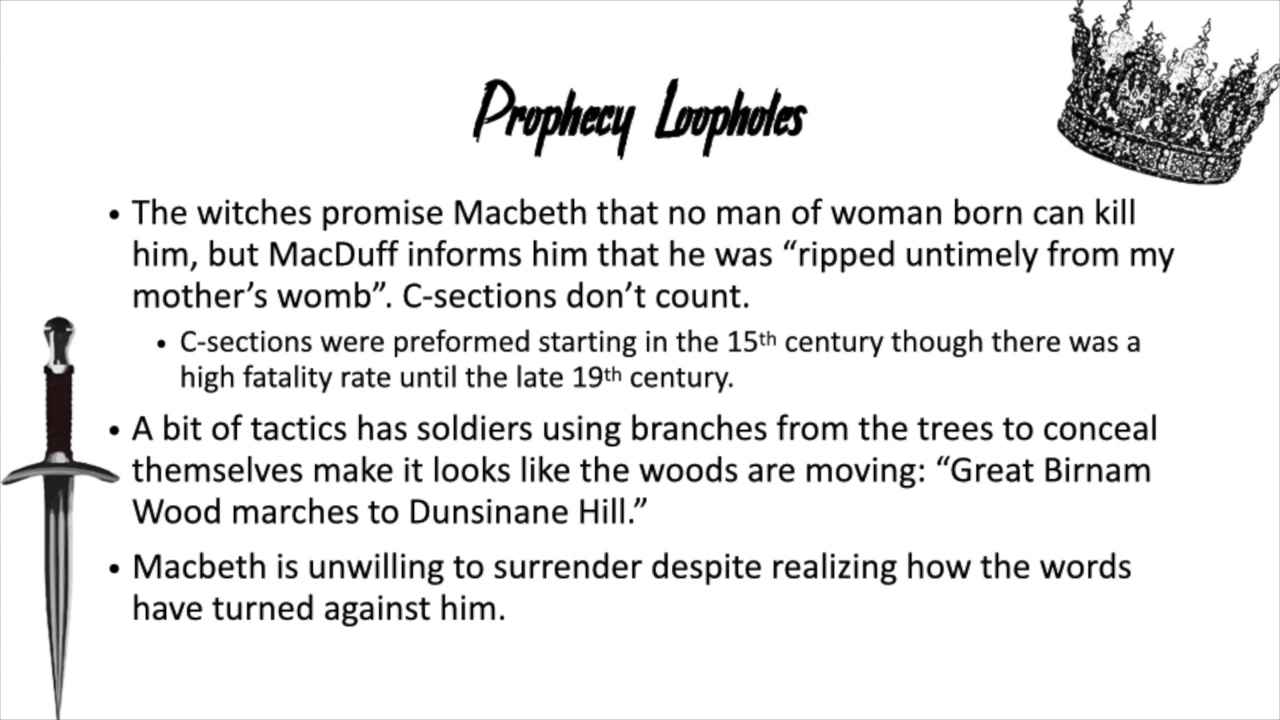 Prophecy Loopholes
• The witches promise Macbeth that no man of woman born can kill
him, but MacDuff informs him that he was “ripped untimely from my
mother’s womb”. C-sections don’t count.
• C-sections were preformed starting in the 15th century though there was a
high fatality rate until the late 19th century.
• A bit of tactics has soldiers using branches from the trees to conceal
themselves make it looks like the woods are moving: “Great Birnam
Wood marches to Dunsinane Hill.”
• Macbeth is unwilling to surrender despite realizing how the words
have turned against him.